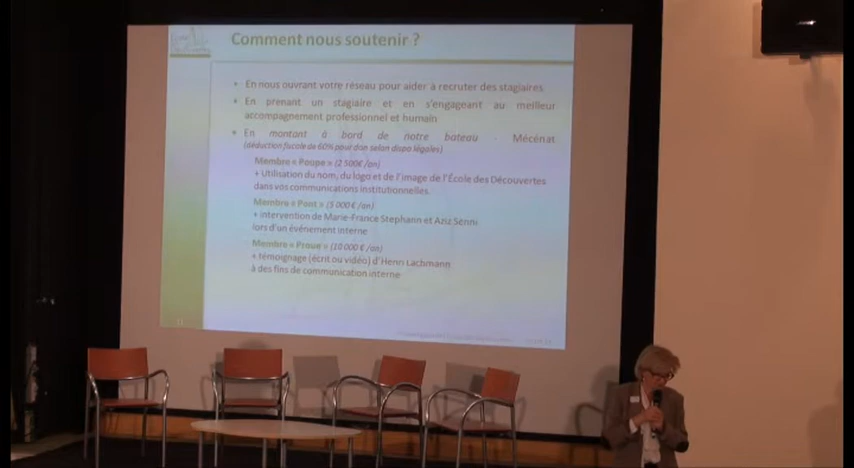 Comment nous soutenir ?
• En nous ouvrant votre réseau pour aider à recruter des stagiaires
• En prenant un stagiaire et en s'engageant au meilleur
accompagnement professionnel et humain
• En montant à bord de notre bateau - Mécénat
(déduction fiscale de 60% pour don selon dispo légales)
Membre « Poupe » (2 500€ /an)
+ Utilisation du nom, du logo et de l'image de l'École des Découvertes
dans vos communications institutionnelles.
Membre « Pont » (5 000 € /an)
+ intervention de Marie-France Stephann et Aziz Senni
lors d'un événement interne
Membre « Proue » (10 000 € /an)
+ témoignage (écrit ou vidéo) d'Henri Lachmann
à des fins de communication interne